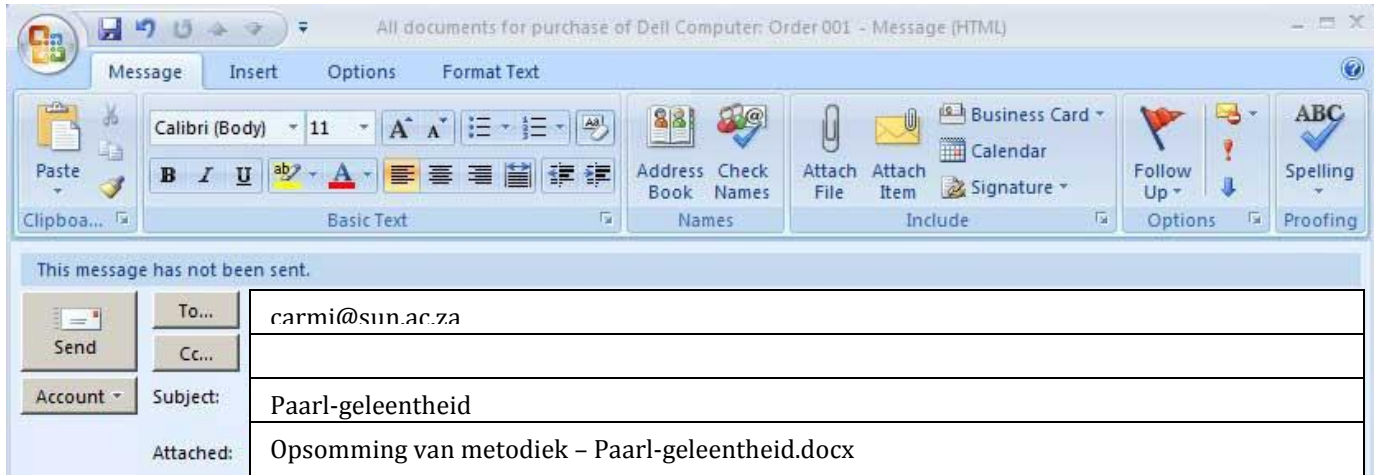 All documents for purchase of Dell Computer: Order 001 - Message (HTML)
Message Insert Options Format Text
Paste
Clipboa...
Calibri (Body) 11 A A Aa
B I U ab A
Basic Text
Address Book
Check Names
Names
Attach File
Attach Item
Business Card
Calendar
Signature
Include
Follow Up
Options
ABC
Spelling
Proofing
This message has not been sent.
Send
Account
To... carmi@sun.ac.za
Cc...
Subject: Paarl-geleentheid
Attached: Opsomming van metodiek – Paarl-geleentheid.docx